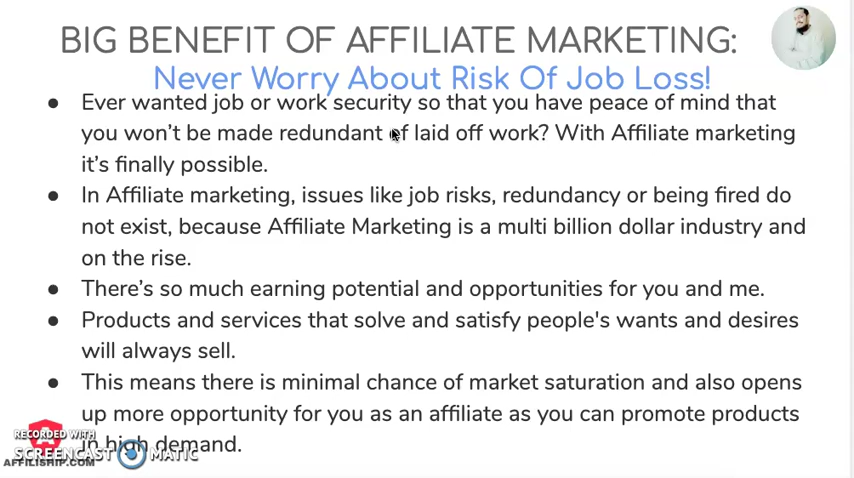 BIG BENEFIT OF AFFILIATE MARKETING:
Never Worry About Risk Of Job Loss!
● Ever wanted job or work security so that you have peace of mind that
you won't be made redundant of laid off work? With Affiliate marketing
it's finally possible.
● In Affiliate marketing, issues like job risks, redundancy or being fired do
not exist, because Affiliate Marketing is a multi billion dollar industry and
on the rise.
● There's so much earning potential and opportunities for you and me.
● Products and services that solve and satisfy people's wants and desires
will always sell.
● This means there is minimal chance of market saturation and also opens
up more opportunity for you as an affiliate as you can promote products
in high demand.
RECORDED WITH
SCREENCAST MATIC
AFFILISHIP.COM